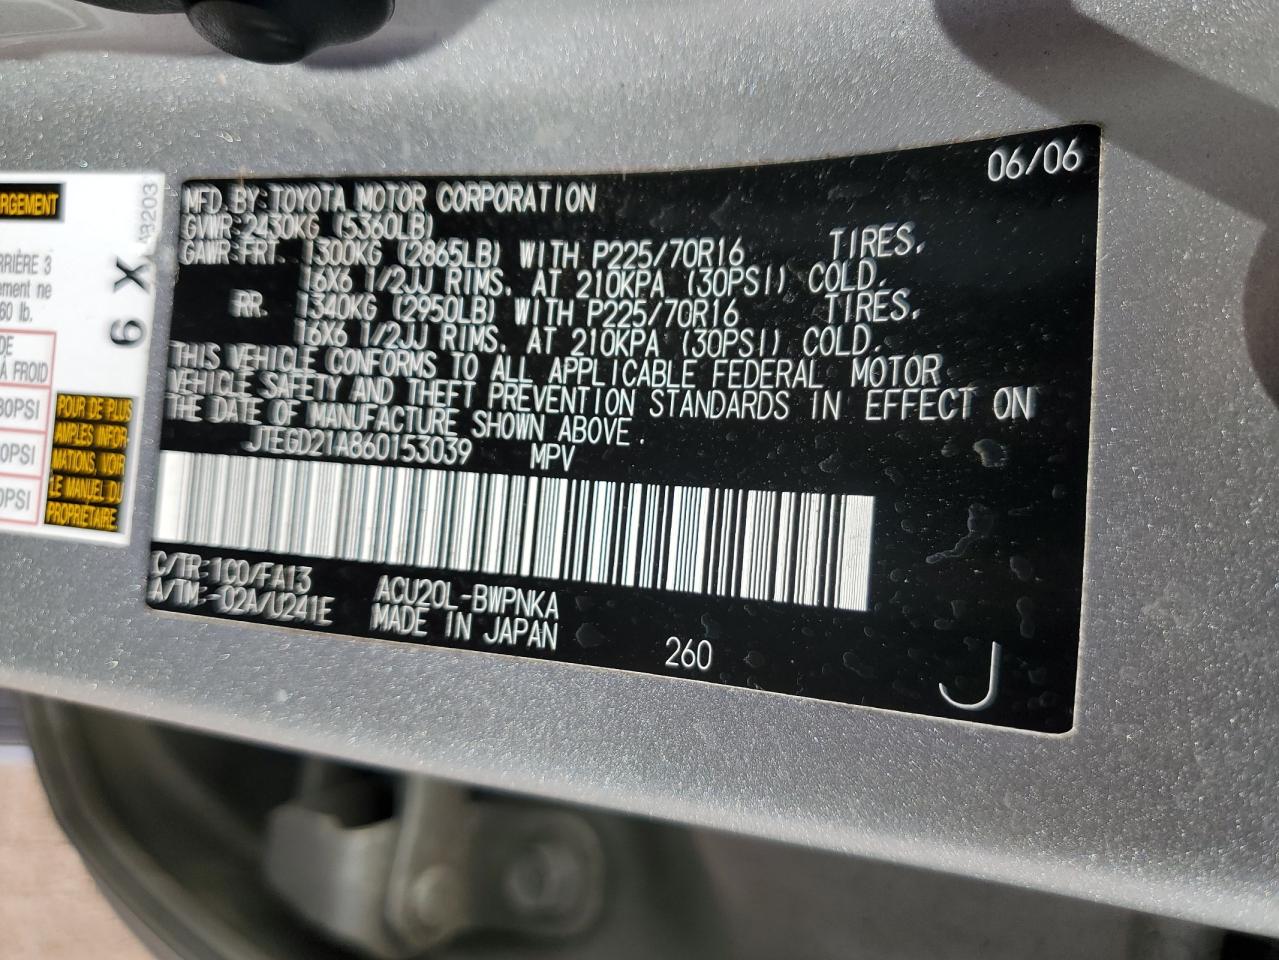 06/06
MFD. BY: TOYOTA MOTOR CORPORATION
GVWR: 2430KG (5360LB)
GAWR: FRT. 1300KG (2865LB) WITH P225/70R16 TIRES,
16X6 1/2JJ RIMS, AT 210KPA (30PSI) COLD.
RR. 1340KG (2950LB) WITH P225/70R16 TIRES,
16X6 1/2JJ RIMS, AT 210KPA (30PSI) COLD.
THIS VEHICLE CONFORMS TO ALL APPLICABLE FEDERAL MOTOR
VEHICLE SAFETY AND THEFT PREVENTION STANDARDS IN EFFECT ON
THE DATE OF MANUFACTURE SHOWN ABOVE.
JTEGD21A860153039 MPV
C/TR: 1C0/FA13 ACU20L-BWPNKA
A/TM: -02A/U241E MADE IN JAPAN
260
J
RGEMENT
A3203
RRIÈRE 3
ement ne
60 lb.
6 X
DE
À FROID
30PSI
0PSI
0PSI
POUR DE PLUS
AMPLES INFOR-
MATIONS, VOIR
LE MANUEL DU
PROPRIÉTAIRE.